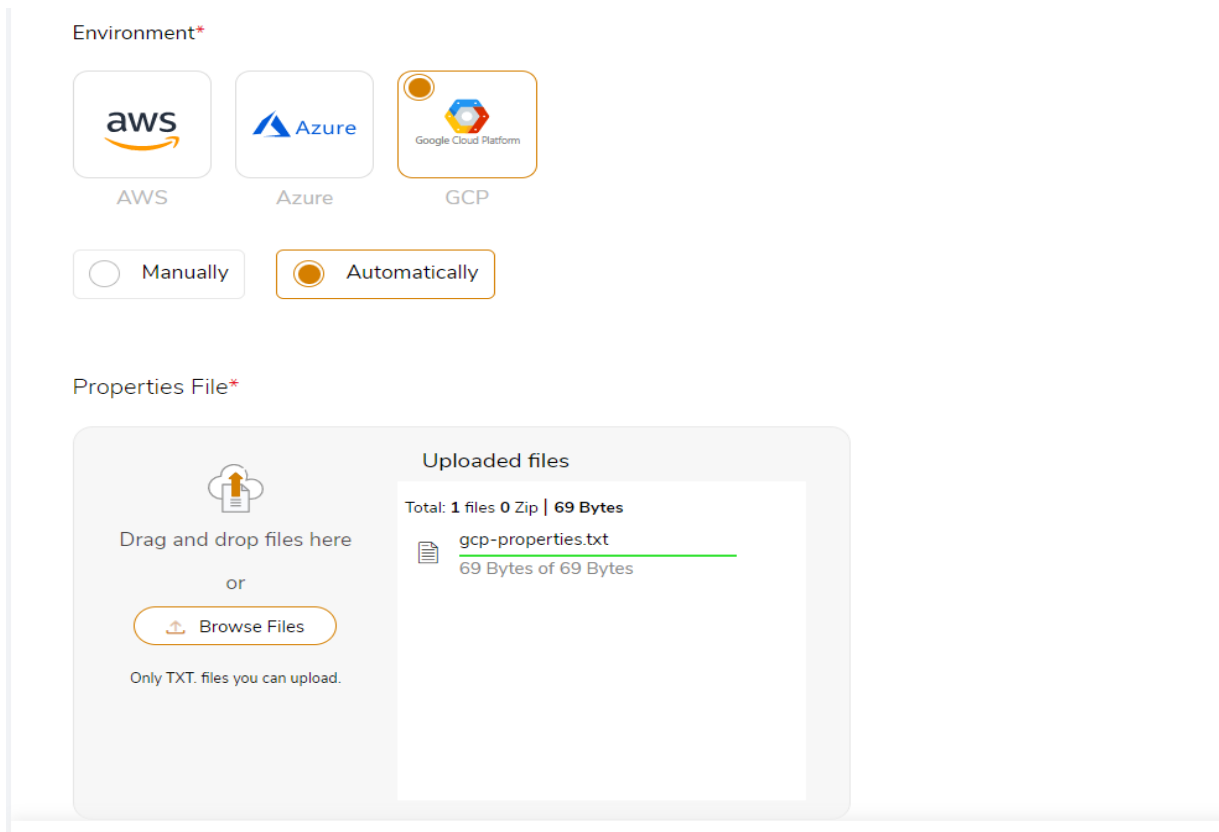 Environment*
aws
Azure
Google Cloud Platform
AWS
Azure
GCP
Manually
Automatically
Properties File*
Drag and drop files here
or
Browse Files
Only TXT. files you can upload.
Uploaded files
Total: 1 files 0 Zip | 69 Bytes
gcp-properties.txt
69 Bytes of 69 Bytes